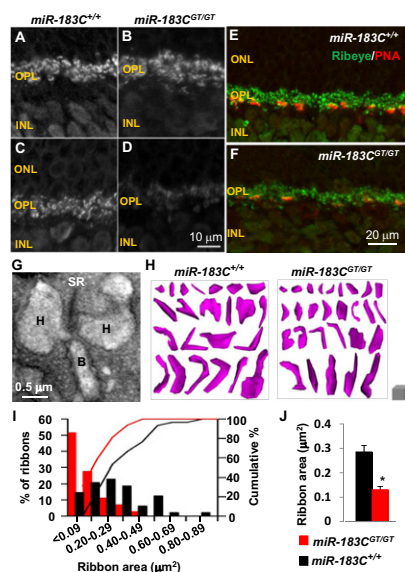 miR-183C+/+ miR-183CGT/GT
A B E miR-183C+/+
ONL Ribeye/PNA
OPL OPL
INL INL
C D F miR-183CGT/GT
ONL
OPL OPL
INL 10 μm INL 20 μm
G SR H miR-183C+/+ miR-183CGT/GT
H H
B
0.5 μm
I J
% of ribbons
60
50
40
30
20
10
0
Cumulative %
100
80
60
40
20
0
<0.09 0.20-0.29 0.40-0.49 0.60-0.69 0.80-0.89
Ribbon area (μm2)
Ribbon area (μm2)
0.4
0.3
0.2
0.1
0
*
miR-183CGT/GT
miR-183C+/+